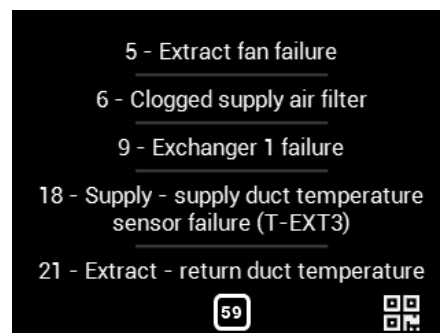 5 - Extract fan failure
6 - Clogged supply air filter
9 - Exchanger 1 failure
18 - Supply - supply duct temperature
sensor failure (T-EXT3)
21 - Extract - return duct temperature
59